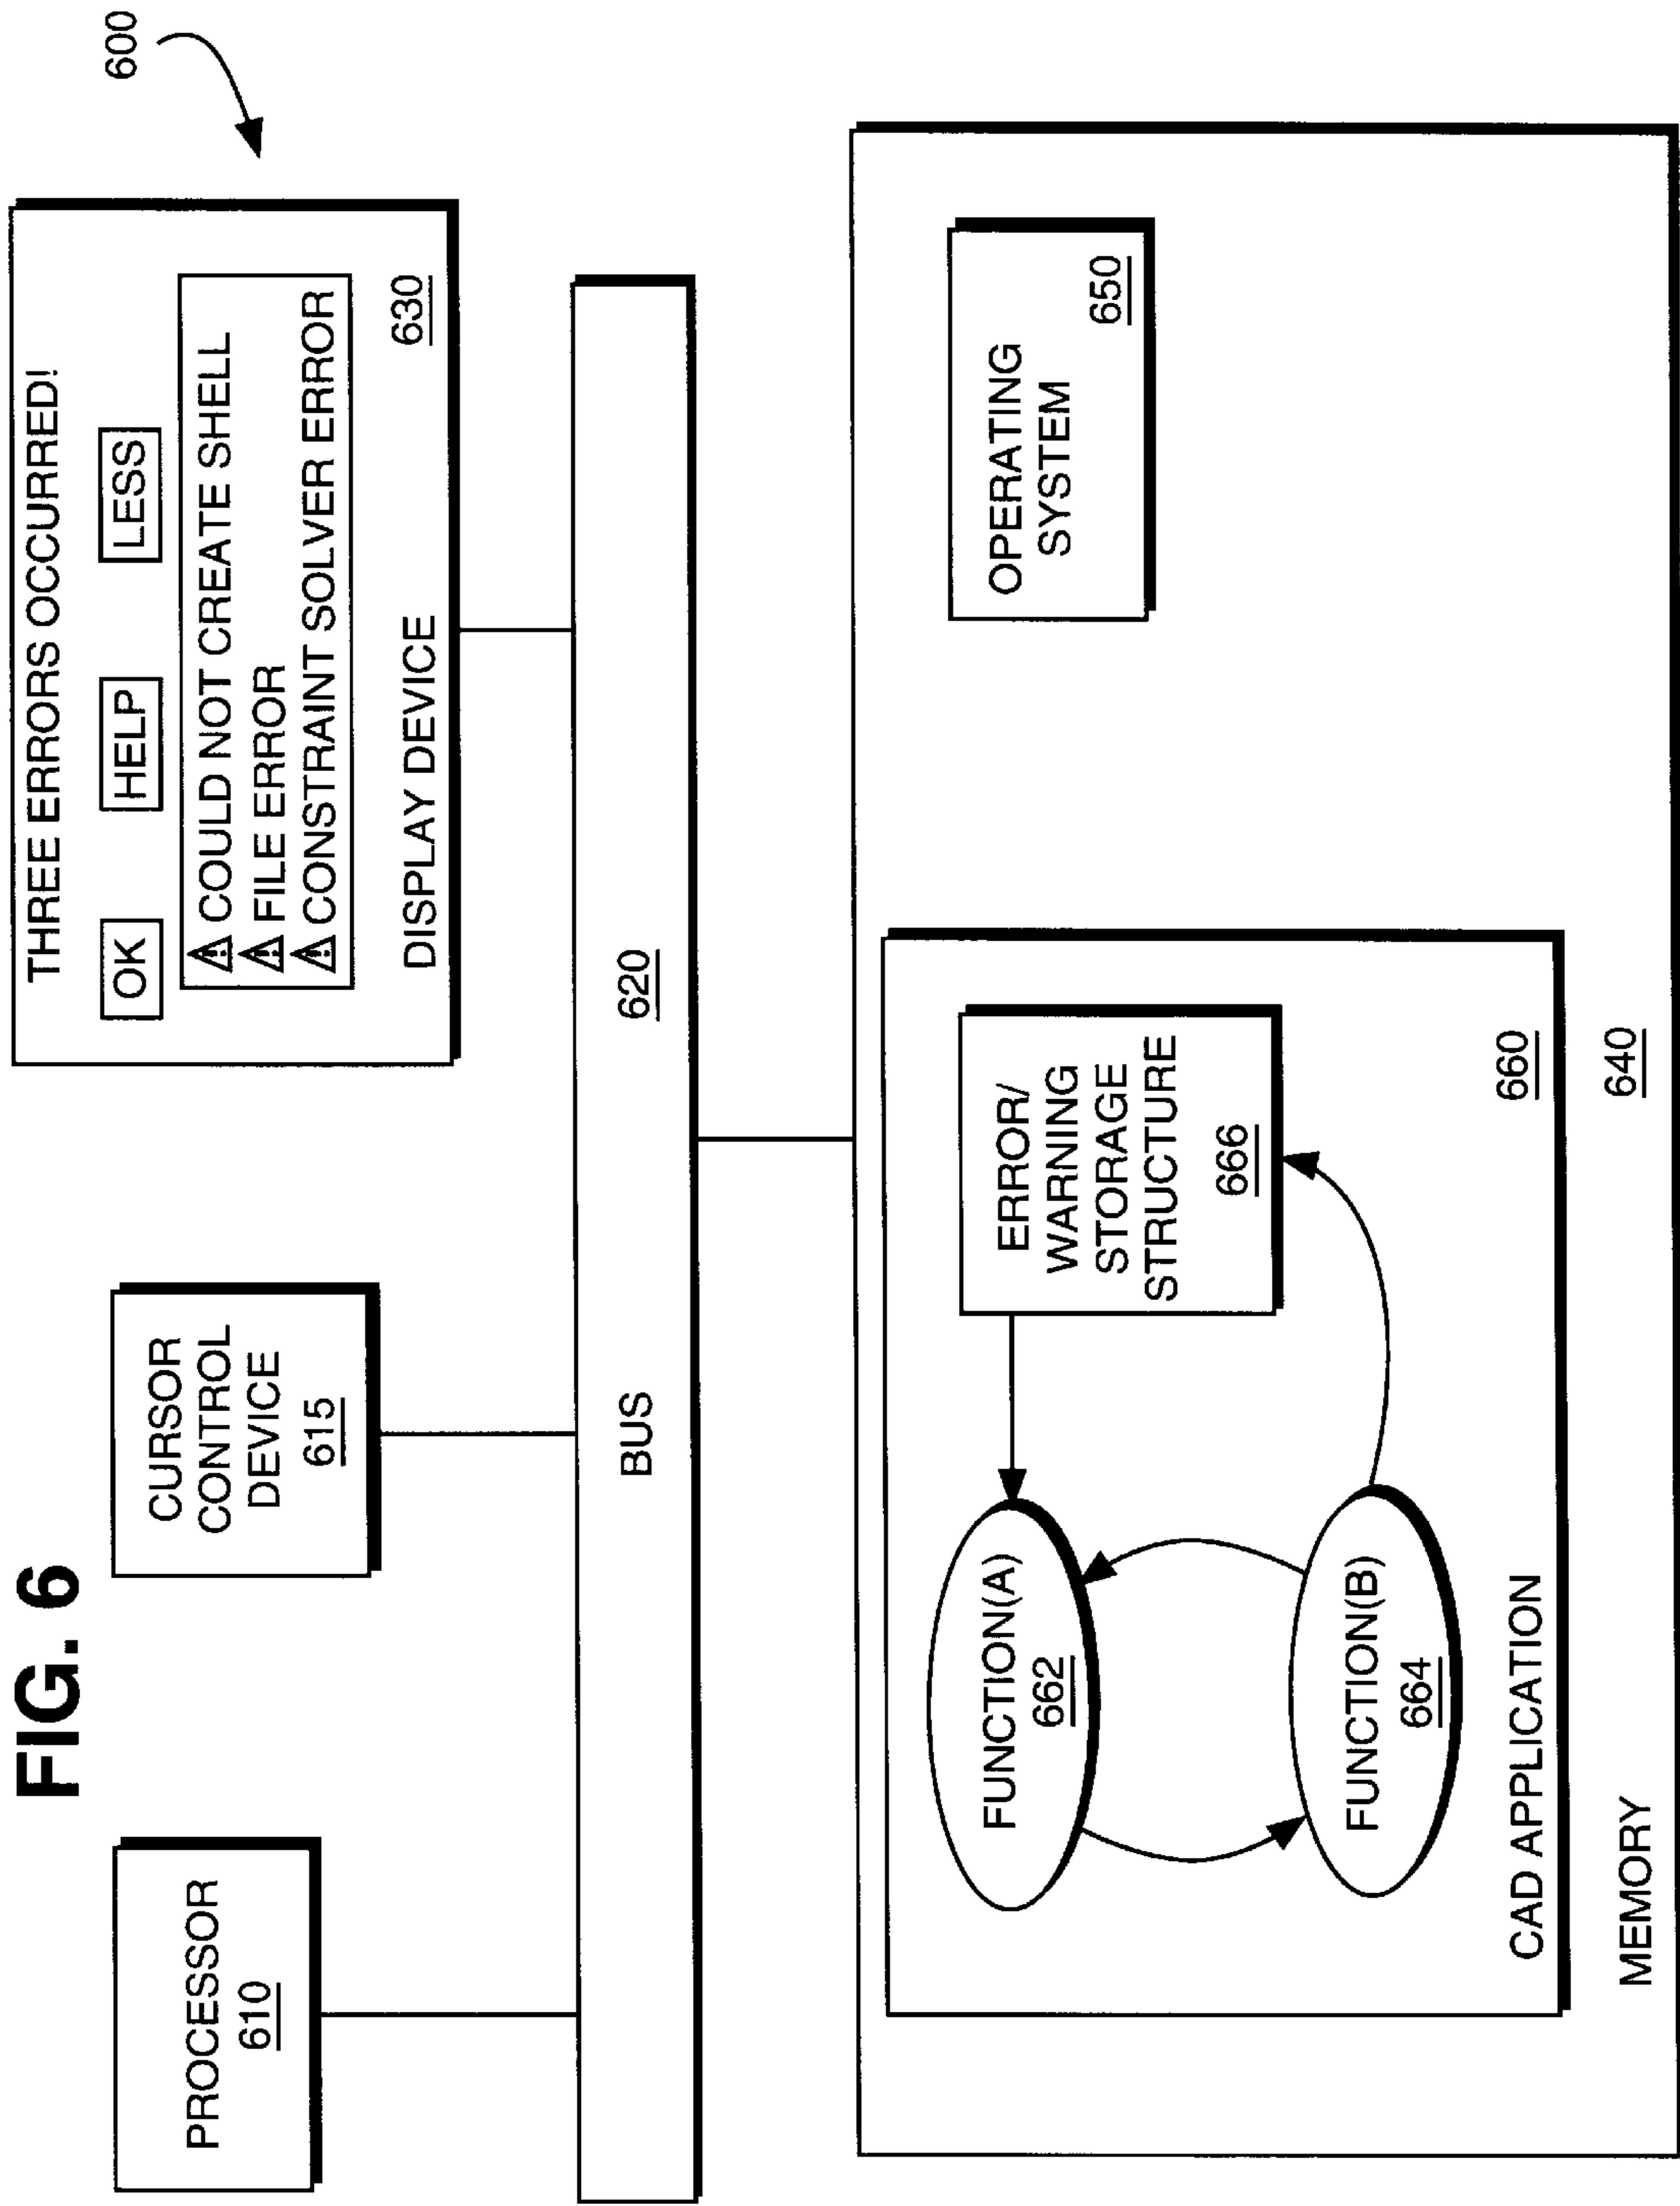 FIG. 6
600
PROCESSOR
610
CURSOR
CONTROL
DEVICE
615
THREE ERRORS OCCURRED!
OK HELP LESS
COULD NOT CREATE SHELL
FILE ERROR
CONSTRAINT SOLVER ERROR
DISPLAY DEVICE 630
BUS 620
FUNCTION(A)
662
FUNCTION(B)
664
ERROR/
WARNING
STORAGE
STRUCTURE
666
CAD APPLICATION 660
OPERATING
SYSTEM
650
MEMORY 640